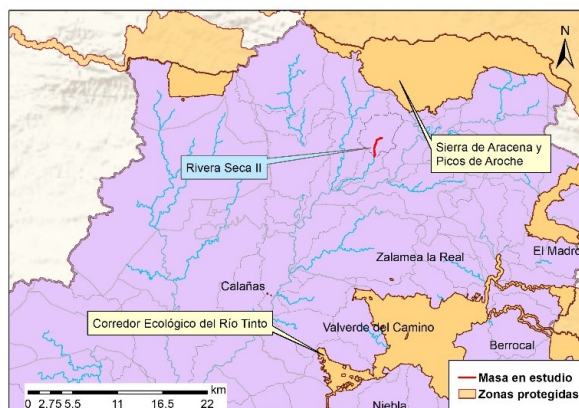 N
Sierra de Aracena y
Picos de Aroche
Rivera Seca II
El Madro
Zalamea la Real
Calañas
Corredor Ecológico del Río Tinto
Valverde del Camino
Berrocal
Niebla
km
0 2.75 5.5 11 16.5 22
Masa en estudio
Zonas protegidas